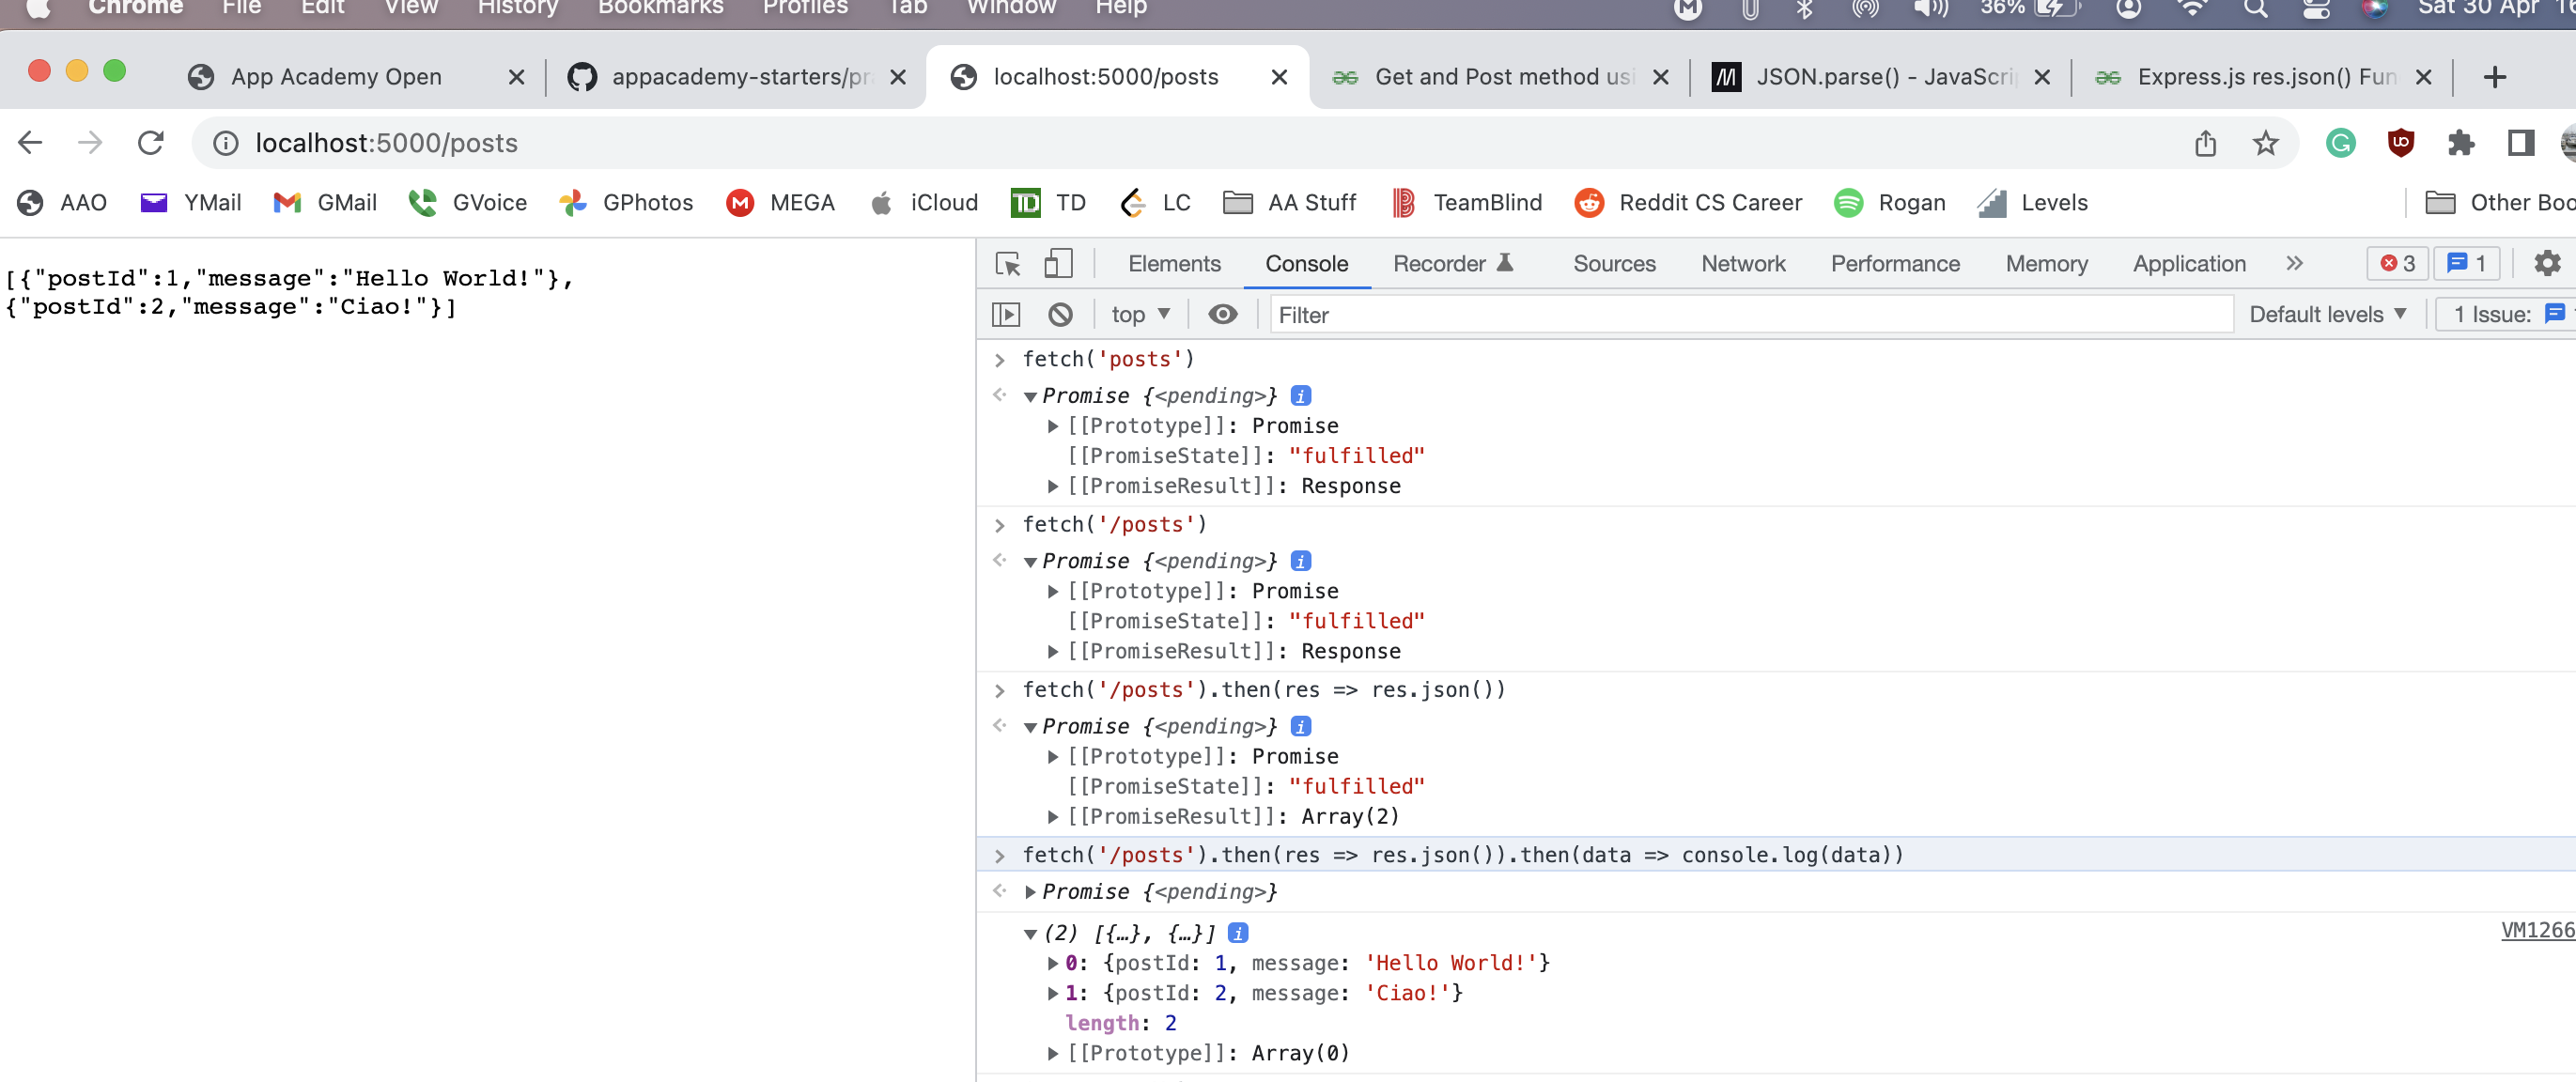 Chrome File Edit View History Bookmarks Profiles Tab Window Help 36% Sat 30 Apr
App Academy Open appacademy-starters/pr localhost:5000/posts Get and Post method usi JSON.parse() - JavaScri Express.js res.json() Fun
localhost:5000/posts
AAO YMail GMail GVoice GPhotos MEGA iCloud TD LC AA Stuff TeamBlind Reddit CS Career Rogan Levels Other Boo
[{"postId":1,"message":"Hello World!"},
{"postId":2,"message":"Ciao!"}]
Elements Console Recorder Sources Network Performance Memory Application » 3 1
top Filter Default levels 1 Issue:
fetch('posts')
Promise {<pending>} i
[[Prototype]]: Promise
[[PromiseState]]: "fulfilled"
[[PromiseResult]]: Response
fetch('/posts')
Promise {<pending>} i
[[Prototype]]: Promise
[[PromiseState]]: "fulfilled"
[[PromiseResult]]: Response
fetch('/posts').then(res => res.json())
Promise {<pending>} i
[[Prototype]]: Promise
[[PromiseState]]: "fulfilled"
[[PromiseResult]]: Array(2)
fetch('/posts').then(res => res.json()).then(data => console.log(data))
Promise {<pending>}
(2) [{…}, {…}] i VM1266
0: {postId: 1, message: 'Hello World!'}
1: {postId: 2, message: 'Ciao!'}
length: 2
[[Prototype]]: Array(0)